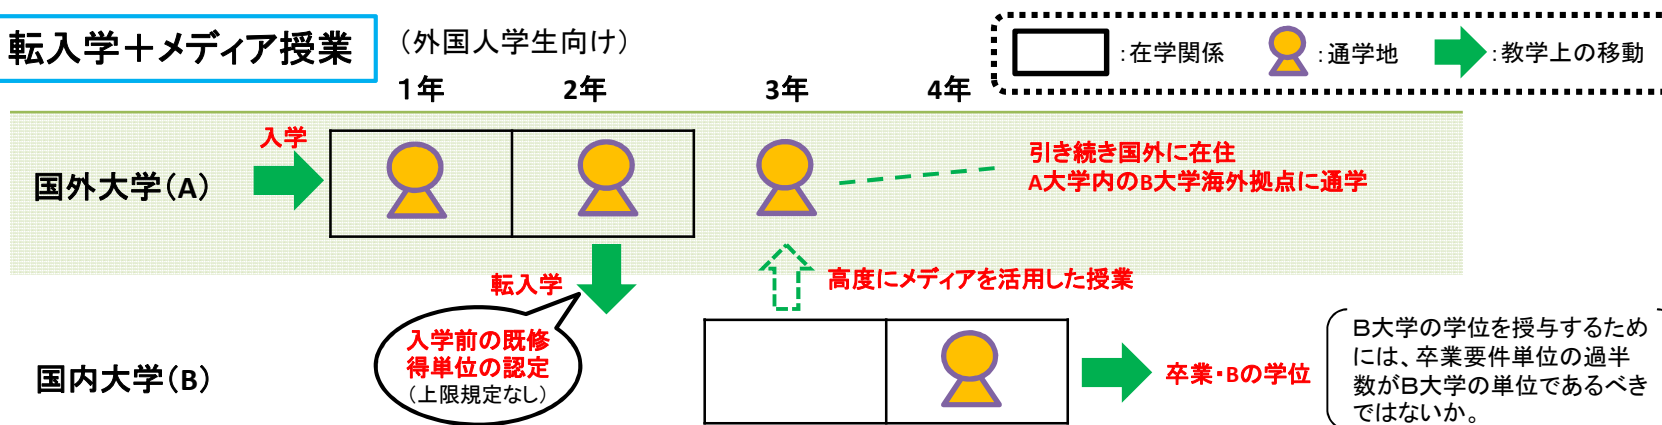 転入学＋メディア授業
（外国人学生向け）
:在学関係
:通学地
:教学上の移動
１年
2年
3年
4年
入学
国外大学（A）
引き続き国外に在住
A大学内のB大学海外拠点に通学
転入学
高度にメディアを活用した授業
入学前の既修
得単位の認定
（上限規定なし）
国内大学（B）
卒業・Bの学位
Ｂ大学の学位を授与するため
には、卒業要件単位の過半
数がＢ大学の単位であるべき
ではないか。